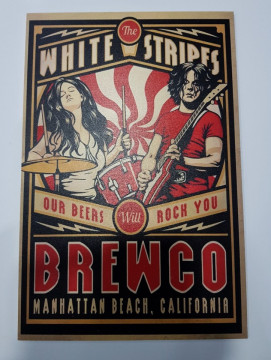 The
WHITE STRIPES
OUR BEERS Will ROCK YOU
BREWCO
MANHATTAN BEACH, CALIFORNIA